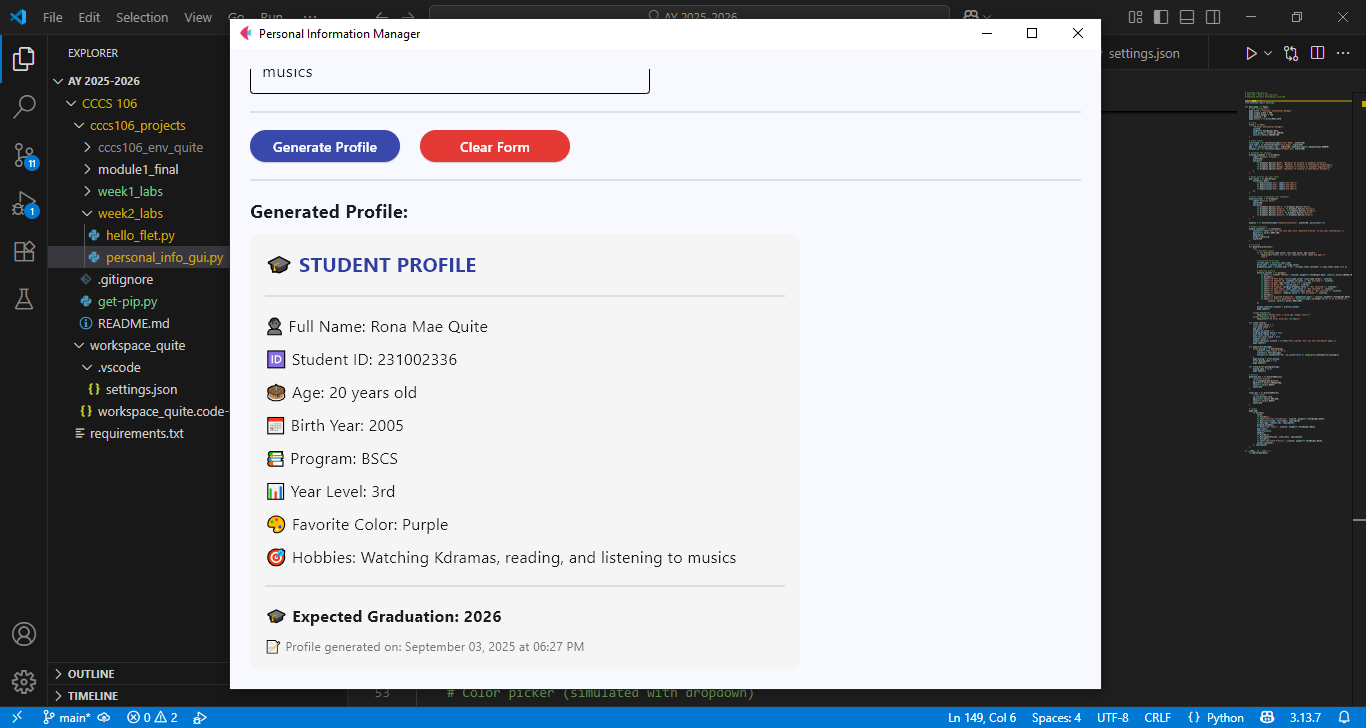 File Edit Selection View Go Run ...
AY 2025-2026
Personal Information Manager
settings.json
EXPLORER
AY 2025-2026
CCCS 106
cccs106_projects
cccs106_env_quite
module1_final
week1_labs
week2_labs
hello_flet.py
personal_info_gui.py
.gitignore
get-pip.py
README.md
workspace_quite
.vscode
{} settings.json
{} workspace_quite.code-
requirements.txt
OUTLINE
TIMELINE
11
1
musics
Generate Profile
Clear Form
Generated Profile:
STUDENT PROFILE
Full Name: Rona Mae Quite
🆔 Student ID: 231002336
Age: 20 years old
Birth Year: 2005
Program: BSCS
Year Level: 3rd
Favorite Color: Purple
Hobbies: Watching Kdramas, reading, and listening to musics
Expected Graduation: 2026
Profile generated on: September 03, 2025 at 06:27 PM
53 # Color picker (simulated with dropdown)
main* 0 2 Ln 149, Col 6 Spaces: 4 UTF-8 CRLF {} Python 3.13.7